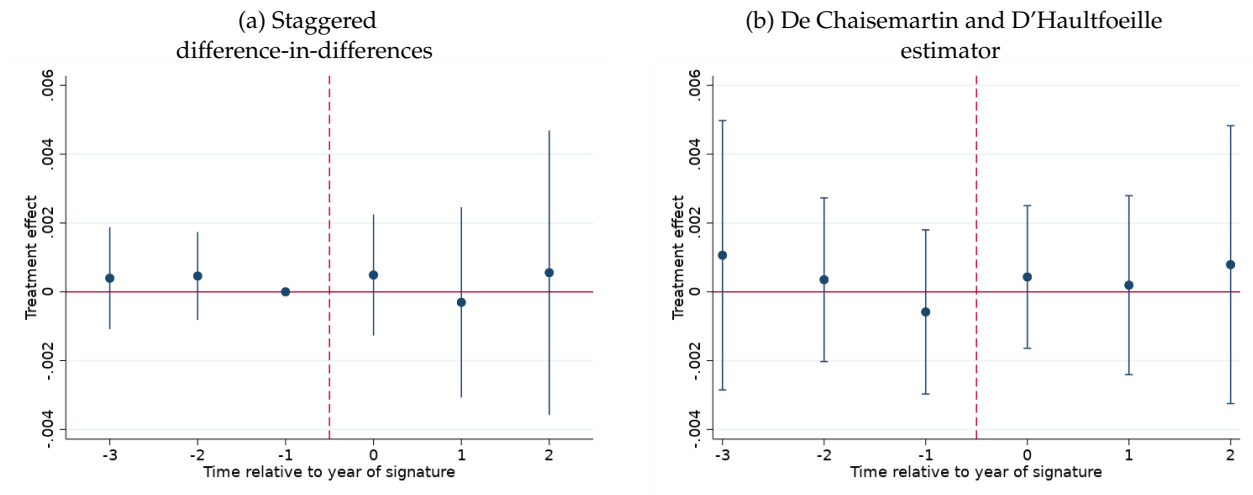 (a) Staggered
difference-in-differences
.006
.004
.002
0
-.002
-.004
Treatment effect
-3 -2 -1 0 1 2
Time relative to year of signature
(b) De Chaisemartin and D'Haultfoeille
estimator
.006
.004
.002
0
-.002
-.004
Treatment effect
-3 -2 -1 0 1 2
Time relative to year of signature